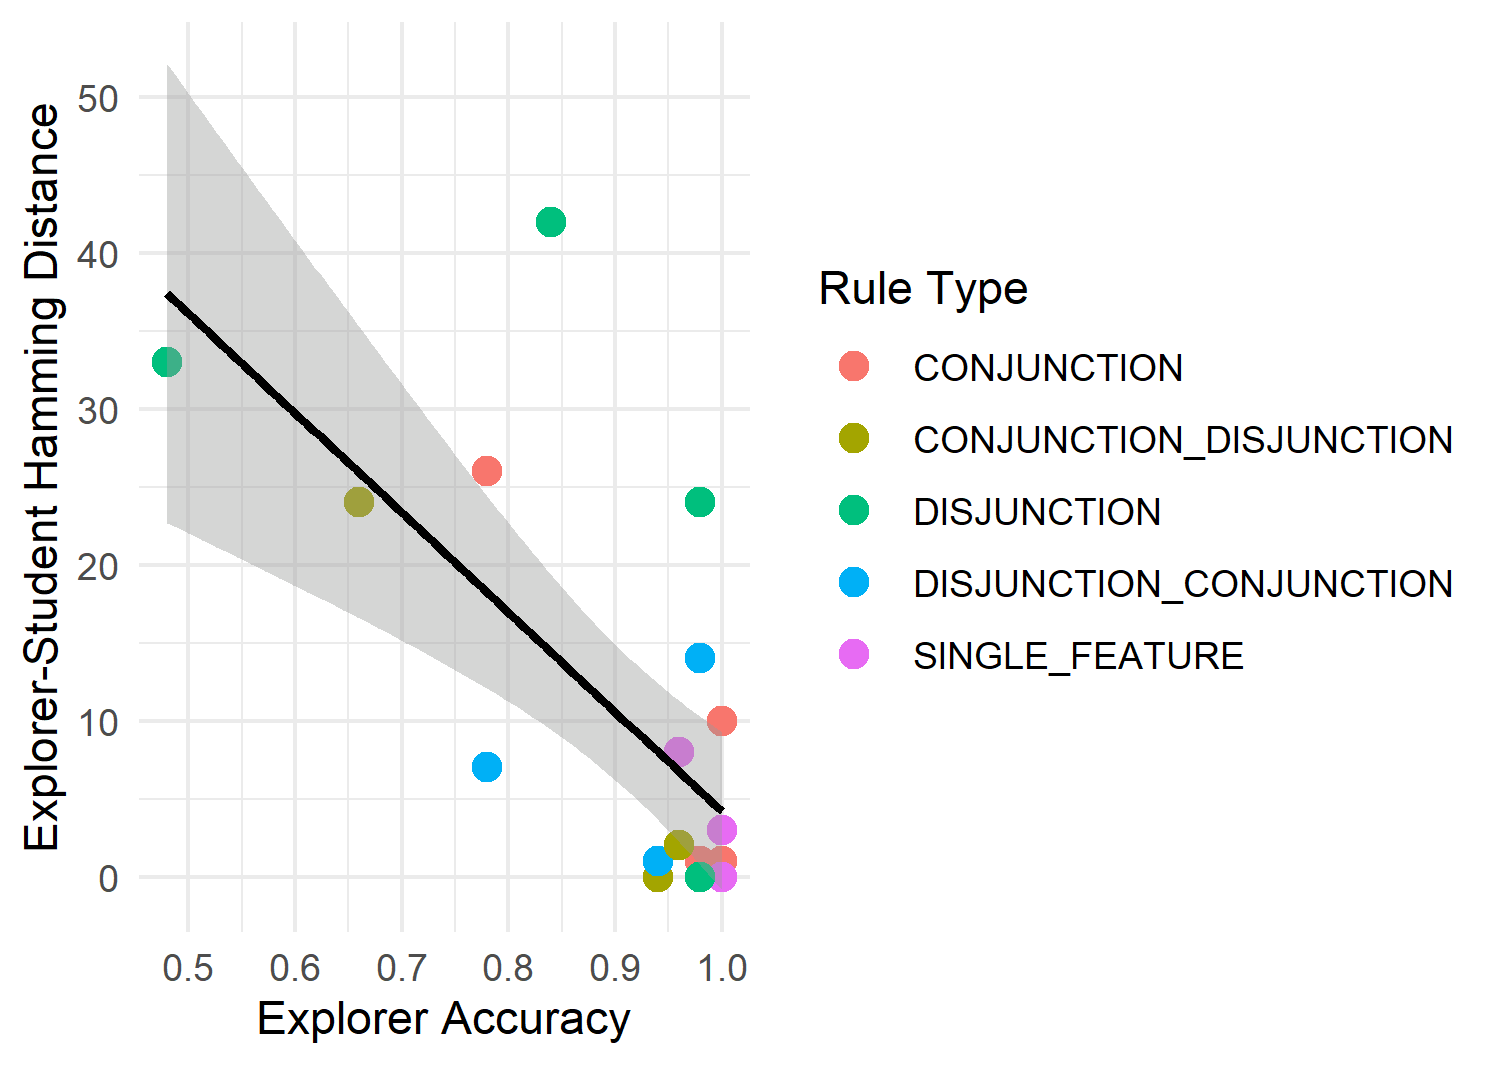 Explorer-Student Hamming Distance
50
40
30
20
10
0
0.5 0.6 0.7 0.8 0.9 1.0
Explorer Accuracy
Rule Type
CONJUNCTION
CONJUNCTION_DISJUNCTION
DISJUNCTION
DISJUNCTION_CONJUNCTION
SINGLE_FEATURE